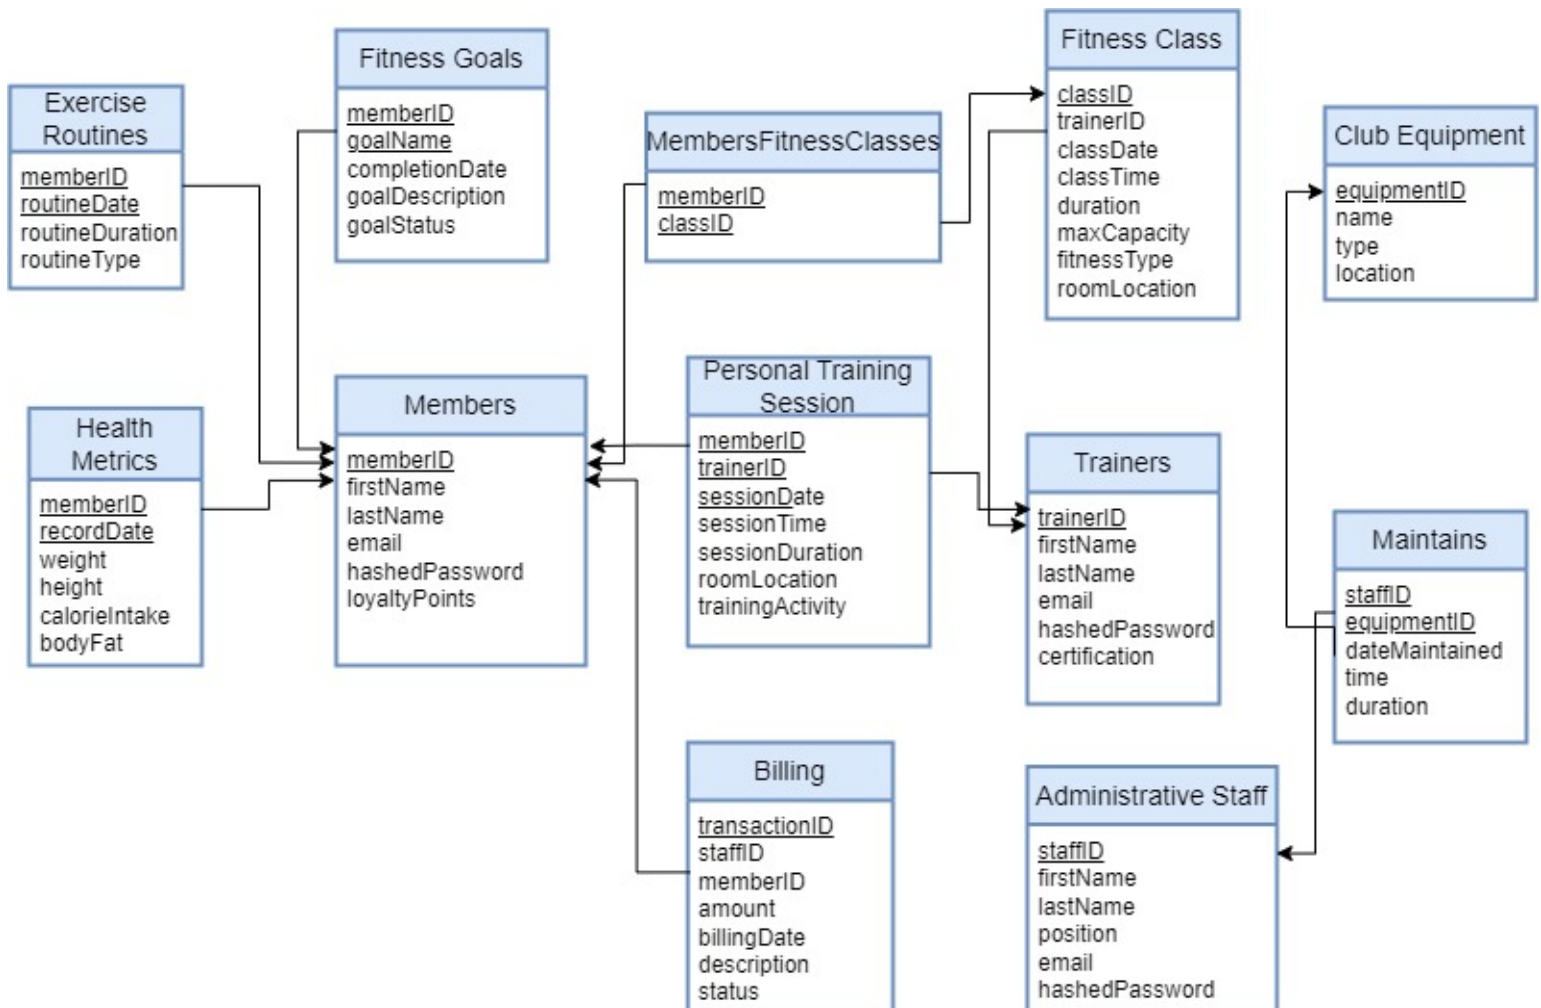 Exercise
Routines
memberID
routineDate
routineDuration
routineType
Fitness Goals
memberID
goalName
completionDate
goalDescription
goalStatus
MembersFitnessClasses
memberID
classID
Fitness Class
classID
trainerID
classDate
classTime
duration
maxCapacity
fitnessType
roomLocation
Club Equipment
equipmentID
name
type
location
Health
Metrics
memberID
recordDate
weight
height
calorieIntake
bodyFat
Members
memberID
firstName
lastName
email
hashedPassword
loyaltyPoints
Personal Training
Session
memberID
trainerID
sessionDate
sessionTime
sessionDuration
roomLocation
trainingActivity
Trainers
trainerID
firstName
lastName
email
hashedPassword
certification
Maintains
staffID
equipmentID
dateMaintained
time
duration
Billing
transactionID
staffID
memberID
amount
billingDate
description
status
Administrative Staff
staffID
firstName
lastName
position
email
hashedPassword